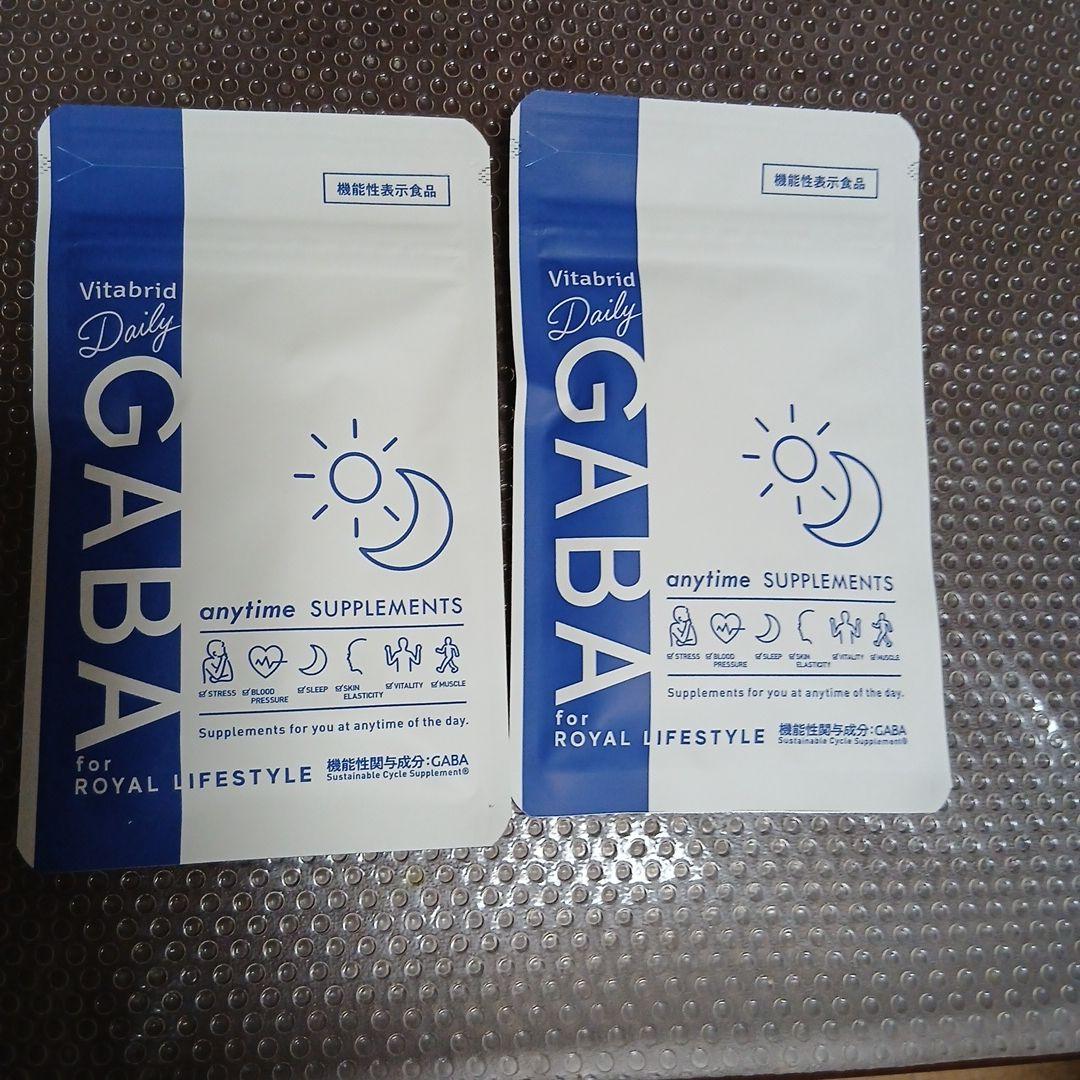 機能性表示食品
Vitabrid
Daily
GABA
anytime SUPPLEMENTS
STRESS BLOOD PRESSURE SLEEP SKIN ELASTICITY VITALITY MUSCLE
Supplements for you at anytime of the day.
for
ROYAL LIFESTYLE
機能性関与成分:GABA
Sustainable Cycle Supplement®
機能性表示食品
Vitabrid
Daily
GABA
anytime SUPPLEMENTS
STRESS BLOOD PRESSURE SLEEP SKIN ELASTICITY VITALITY MUSCLE
Supplements for you at anytime of the day.
for
ROYAL LIFESTYLE
機能性関与成分:GABA
Sustainable Cycle Supplement®